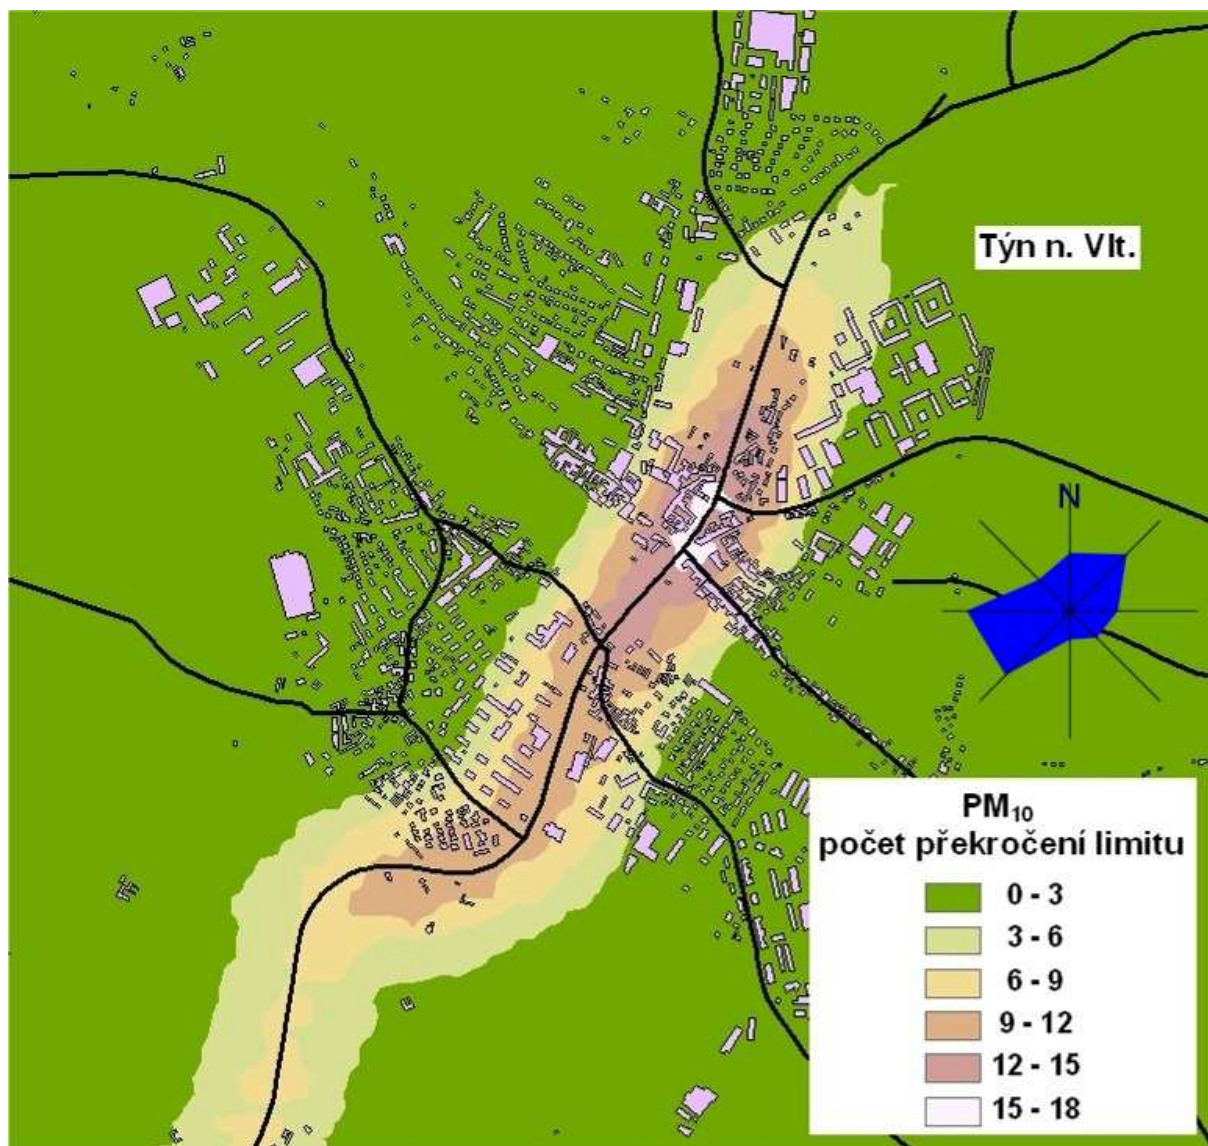 Týn n. Vlt.
N
PM₁₀
počet překročení limitu
0 - 3
3 - 6
6 - 9
9 - 12
12 - 15
15 - 18